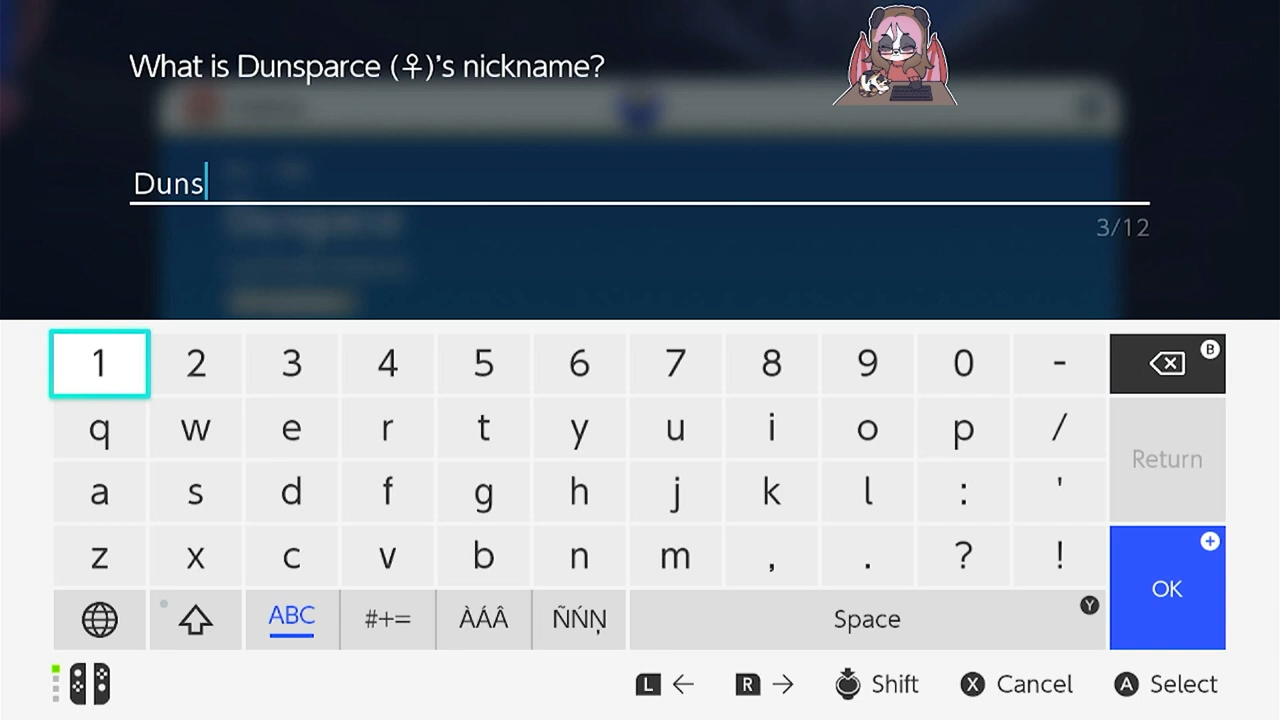 What is Dunsparce (♀)'s nickname?
Duns
3/12
1 2 3 4 5 6 7 8 9 0 - B
q w e r t y u i o p / Return
a s d f g h j k l : '
z x c v b n m , . ? ! +
ABC #+= ÀÁÂ ÑŃŅ Space Y OK
L ← R → Shift X Cancel A Select